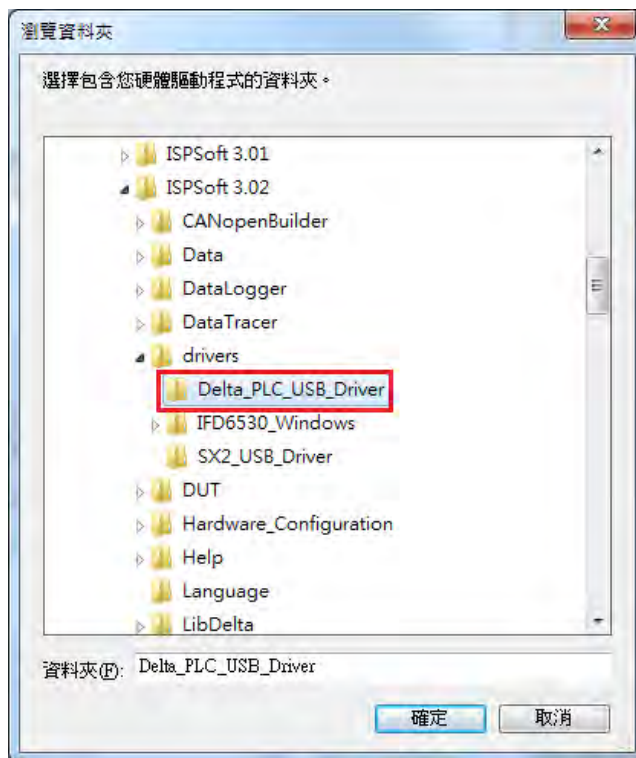 瀏覽資料夾
選擇包含您硬體驅動程式的資料夾。
ISPSoft 3.01
ISPSoft 3.02
CANopenBuilder
Data
DataLogger
DataTracer
drivers
Delta_PLC_USB_Driver
IFD6530_Windows
SX2_USB_Driver
DUT
Hardware_Configuration
Help
Language
LibDelta
資料夾(F): Delta_PLC_USB_Driver
確定 取消